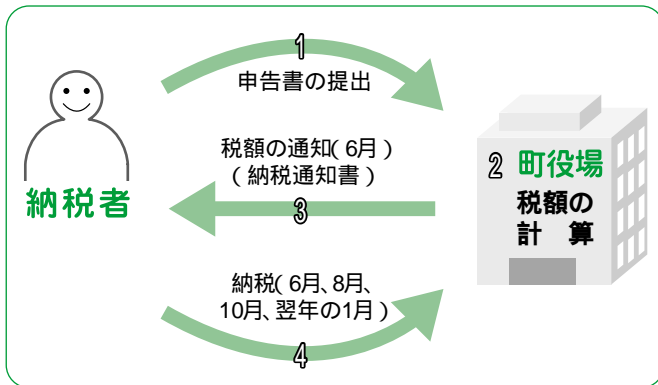 1
申告書の提出
納税者
2 町役場
税額の
計 算
税額の通知(6月)
(納税通知書)
3
納税(6月、8月、
10月、翌年の1月)
4